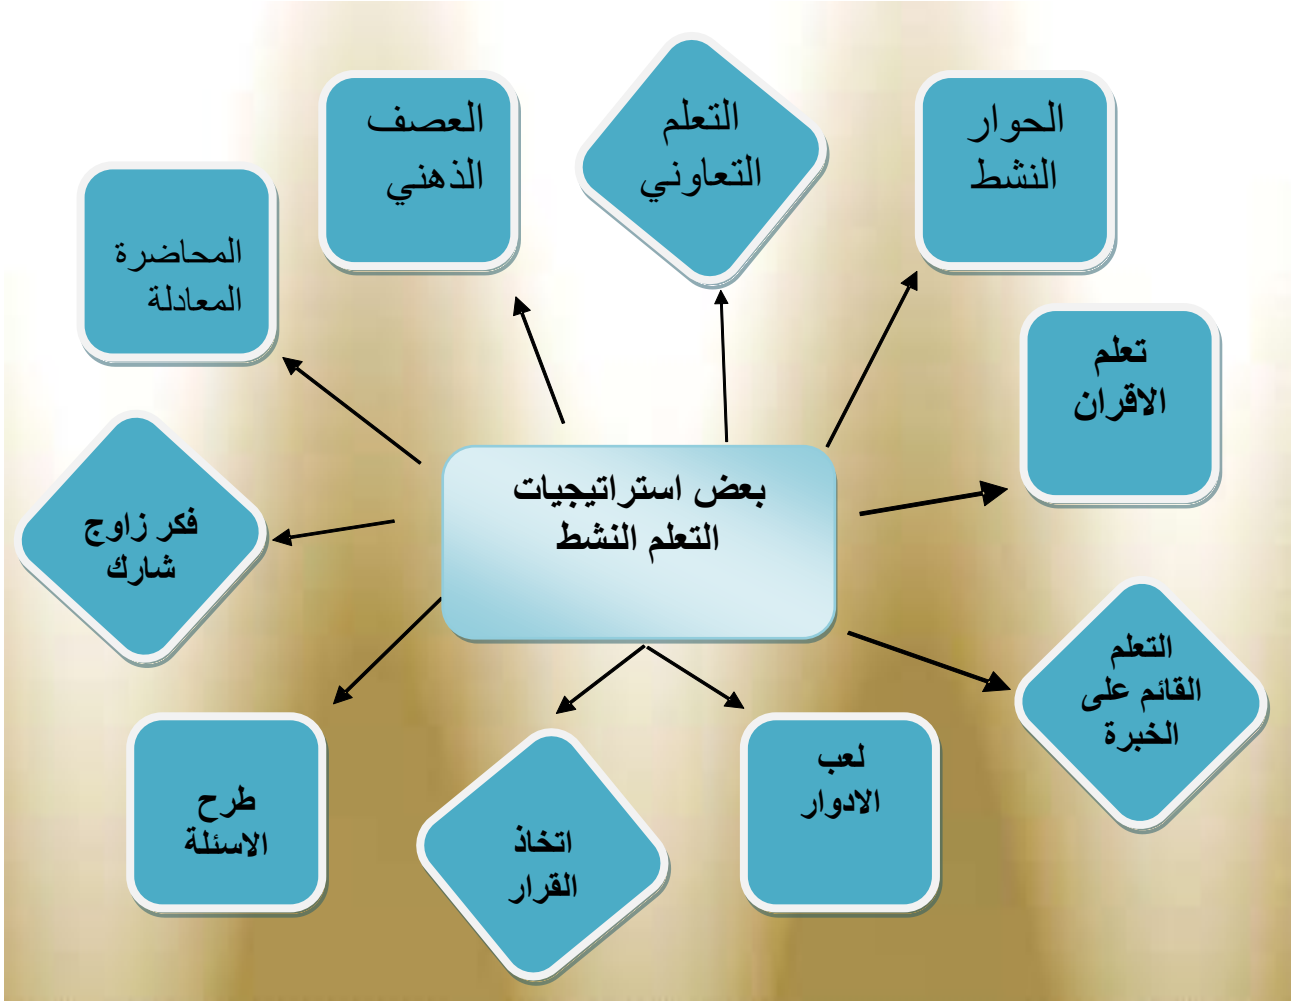 الحوار
النشط
التعلم
التعاوني
العصف
الذهني
المحاضرة
المعادلة
تعلم
الاقران
بعض استراتيجيات
التعلم النشط
فكر زاوج
شارك
التعلم
القائم على
الخبرة
لعب
الادوار
اتخاذ
القرار
طرح
الاسئلة